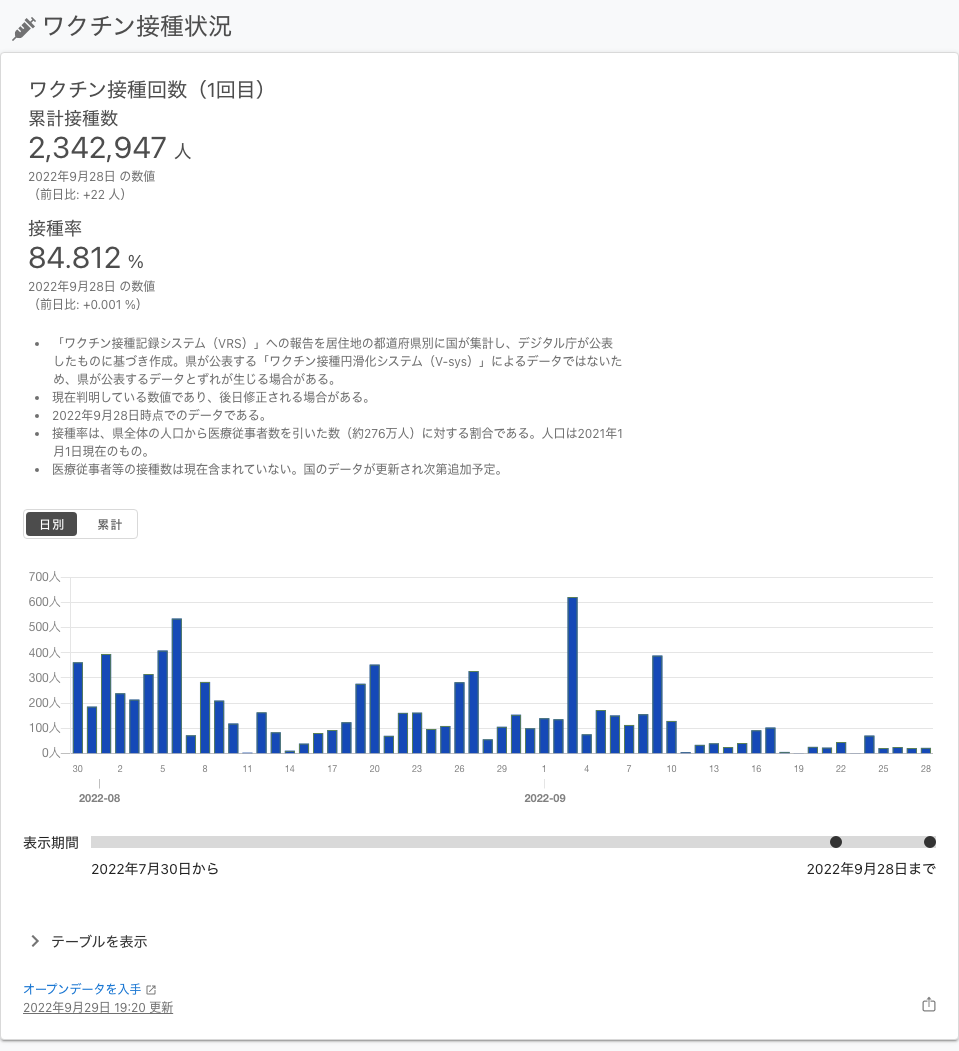 ワクチン接種状況
ワクチン接種回数（1回目）
累計接種数
2,342,947 人
2022年9月28日 の数値
（前日比: +22 人）
接種率
84.812 %
2022年9月28日 の数値
（前日比: +0.001 %）
• 「ワクチン接種記録システム（VRS）」への報告を居住地の都道府県別に国が集計し、デジタル庁が公表
したものに基づき作成。県が公表する「ワクチン接種円滑化システム（V-sys）」によるデータではないた
め、県が公表するデータとずれが生じる場合がある。
• 現在判明している数値であり、後日修正される場合がある。
• 2022年9月28日時点でのデータである。
• 接種率は、県全体の人口から医療従事者数を引いた数（約276万人）に対する割合である。人口は2021年1
月1日現在のもの。
• 医療従事者等の接種数は現在含まれていない。国のデータが更新され次第追加予定。
日別 累計
700人
600人
500人
400人
300人
200人
100人
0人
30 2 5 8 11 14 17 20 23 26 29 1 4 7 10 13 16 19 22 25 28
2022-08 2022-09
表示期間
2022年7月30日から 2022年9月28日まで
テーブルを表示
オープンデータを入手
2022年9月29日 19:20 更新